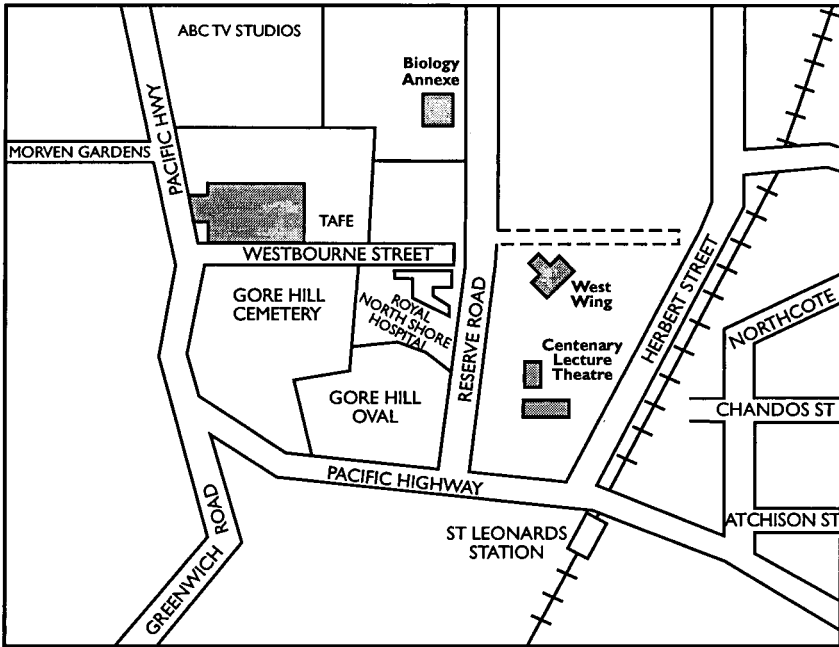 ABC TV STUDIOS
Biology
Annexe
PACIFIC HWY
MORVEN GARDENS
TAFE
WESTBOURNE STREET
GORE HILL
CEMETERY
ROYAL
NORTH SHORE
HOSPITAL
RESERVE ROAD
West
Wing
HERBERT STREET
NORTHCOTE
Centenary
Lecture
Theatre
GORE HILL
OVAL
CHANDOS ST
PACIFIC HIGHWAY
ATCHISON ST
ST LEONARDS
STATION
GREENWICH ROAD